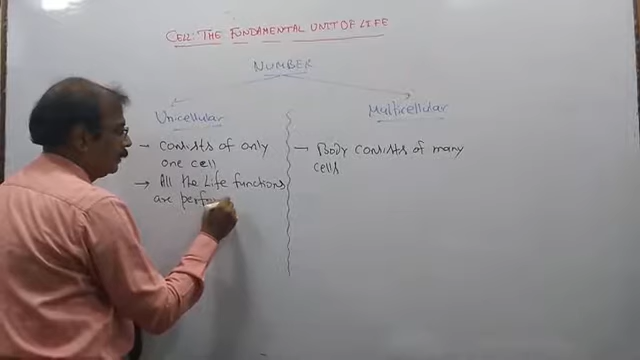 CELL: THE FUNDAMENTAL UNIT OF LIFE
NUMBER
Unicellular
→ Consists of only
one cell
→ All the Life functions
are perfo
Multicellular
→ Body consists of many
cells